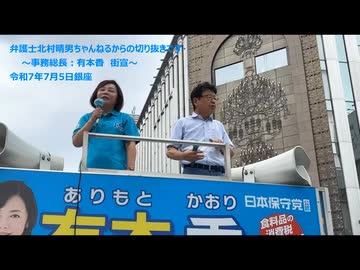 弁護士北村晴男ちゃんねるからの切り抜きです
～事務総長：有本香 街宣～
令和7年7月5日銀座
ありもと かおり
日本保守党
有本 香
食料品の
消費税